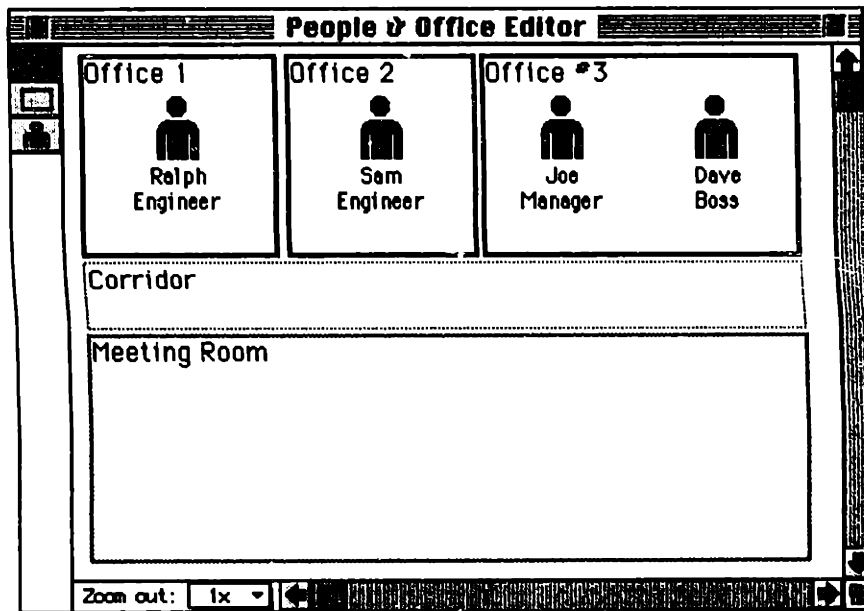 People & Office Editor
Office 1
Office 2
Office #3
Ralph
Engineer
Sam
Engineer
Joe
Manager
Dave
Boss
Corridor
Meeting Room
Zoom out: 1x